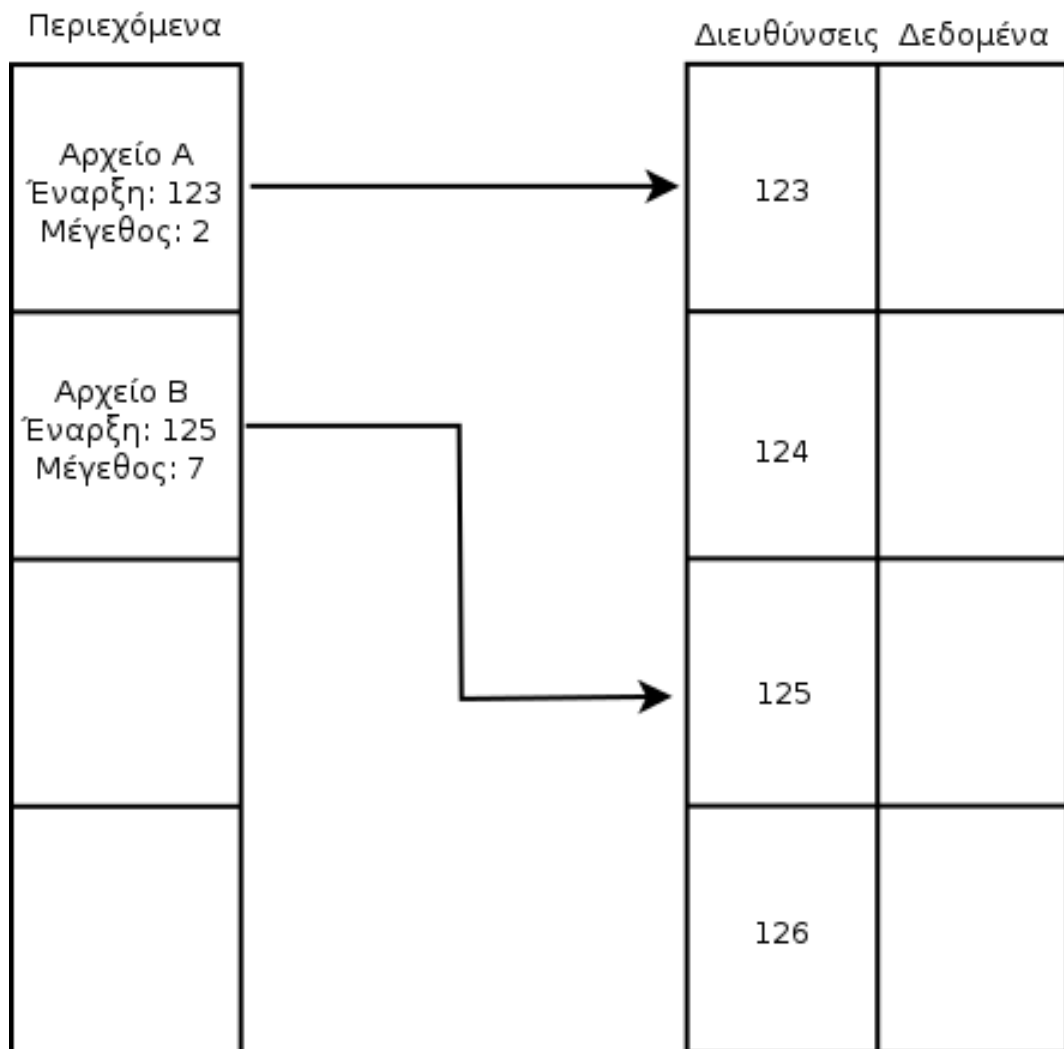 Περιεχόμενα
Διευθύνσεις Δεδομένα
Αρχείο Α
Έναρξη: 123
Μέγεθος: 2
123
Αρχείο Β
Έναρξη: 125
Μέγεθος: 7
124
125
126